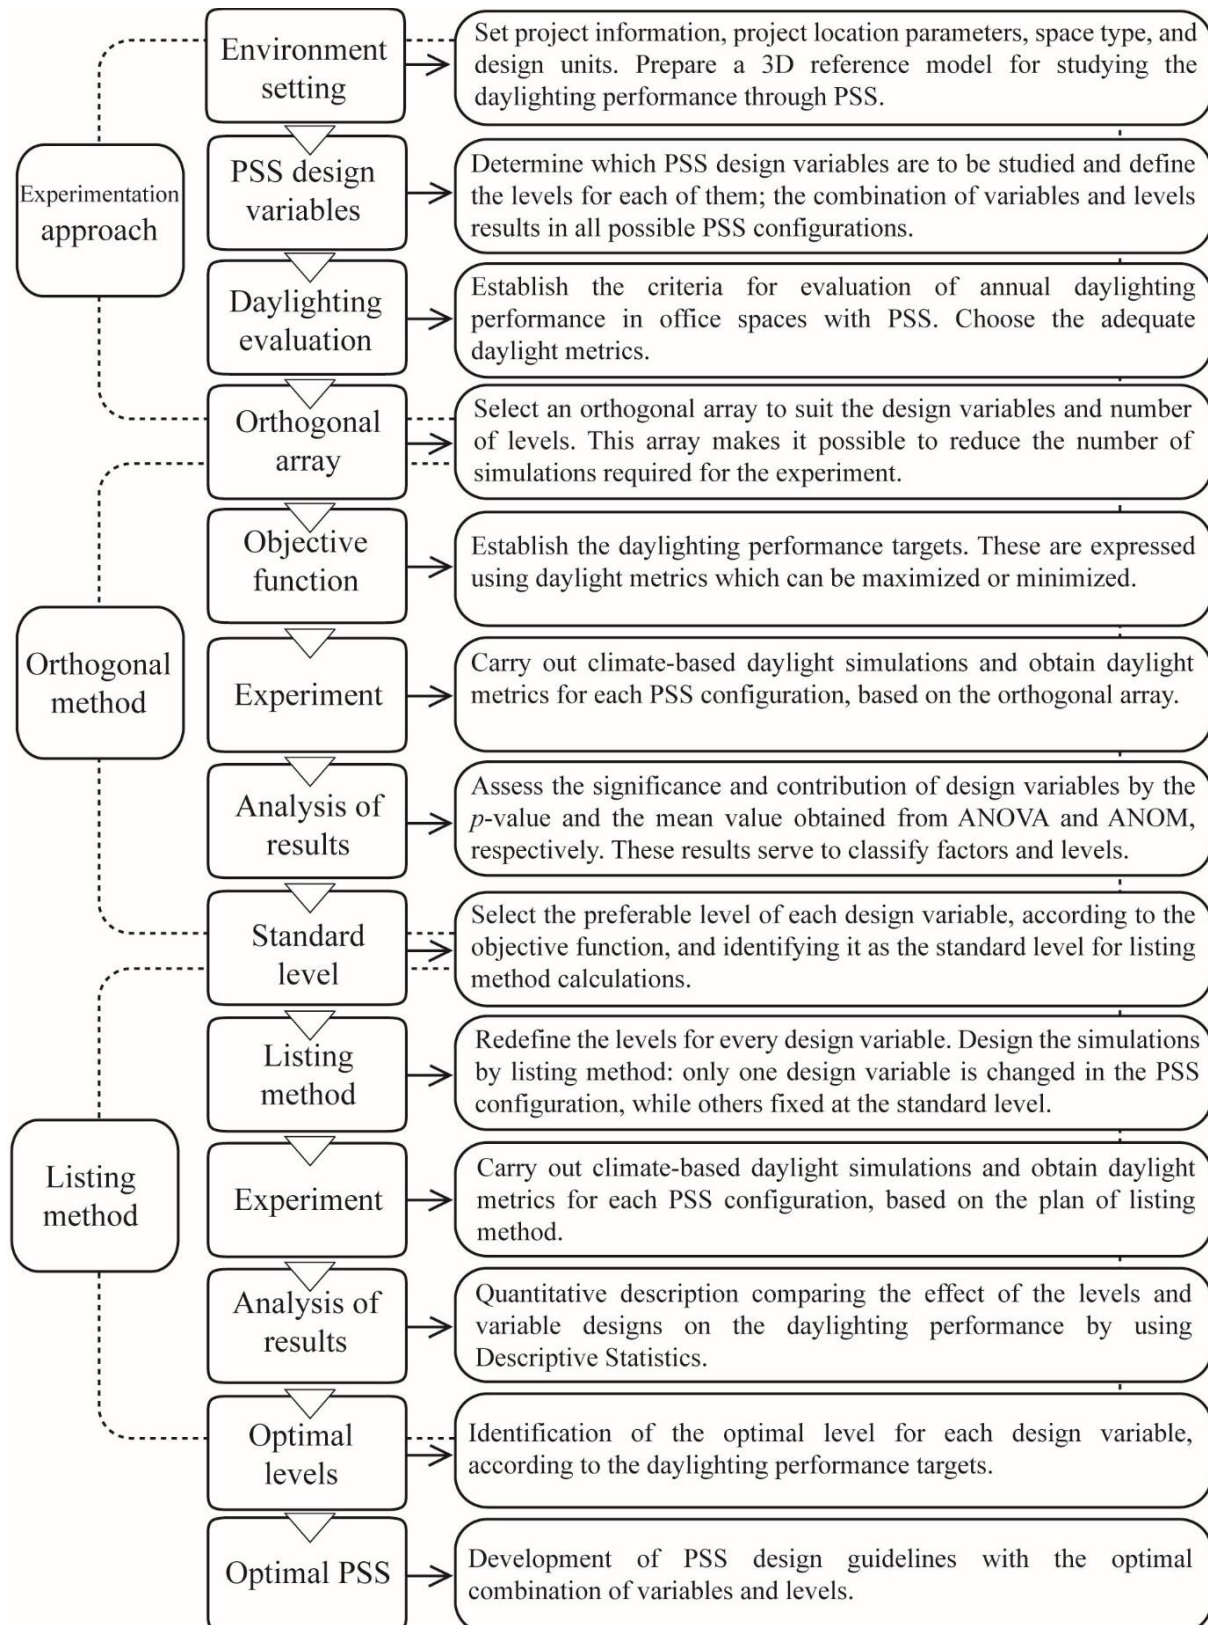 Environment
setting
Set project information, project location parameters, space type, and
design units. Prepare a 3D reference model for studying the
daylighting performance through PSS.
Experimentation
approach
PSS design
variables
Determine which PSS design variables are to be studied and define
the levels for each of them; the combination of variables and levels
results in all possible PSS configurations.
Daylighting
evaluation
Establish the criteria for evaluation of annual daylighting
performance in office spaces with PSS. Choose the adequate
daylight metrics.
Orthogonal
array
Select an orthogonal array to suit the design variables and number
of levels. This array makes it possible to reduce the number of
simulations required for the experiment.
Objective
function
Establish the daylighting performance targets. These are expressed
using daylight metrics which can be maximized or minimized.
Orthogonal
method
Experiment
Carry out climate-based daylight simulations and obtain daylight
metrics for each PSS configuration, based on the orthogonal array.
Analysis of
results
Assess the significance and contribution of design variables by the
p-value and the mean value obtained from ANOVA and ANOM,
respectively. These results serve to classify factors and levels.
Standard
level
Select the preferable level of each design variable, according to the
objective function, and identifying it as the standard level for listing
method calculations.
Listing
method
Redefine the levels for every design variable. Design the simulations
by listing method: only one design variable is changed in the PSS
configuration, while others fixed at the standard level.
Listing
method
Experiment
Carry out climate-based daylight simulations and obtain daylight
metrics for each PSS configuration, based on the plan of listing
method.
Analysis of
results
Quantitative description comparing the effect of the levels and
variable designs on the daylighting performance by using
Descriptive Statistics.
Optimal
levels
Identification of the optimal level for each design variable,
according to the daylighting performance targets.
Optimal PSS
Development of PSS design guidelines with the optimal
combination of variables and levels.